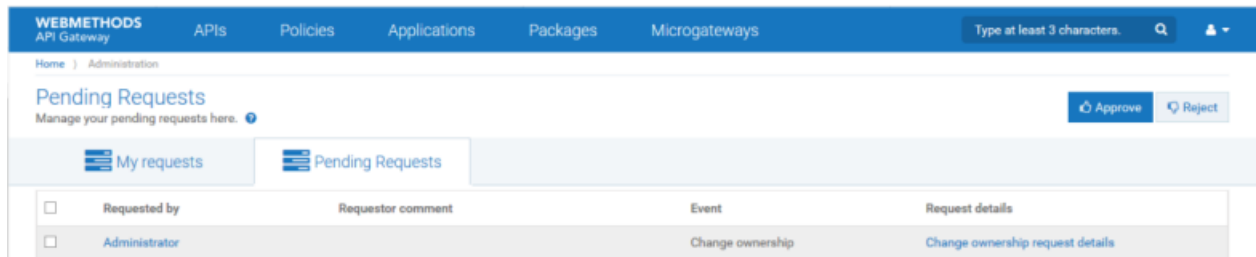 WEBMETHODS
API Gateway
APIs Policies Applications Packages Microgateways Type at least 3 characters.
Home Administration
Pending Requests
Manage your pending requests here.
Approve Reject
My requests Pending Requests
Requested by Requestor comment Event Request details
Administrator Change ownership Change ownership request details